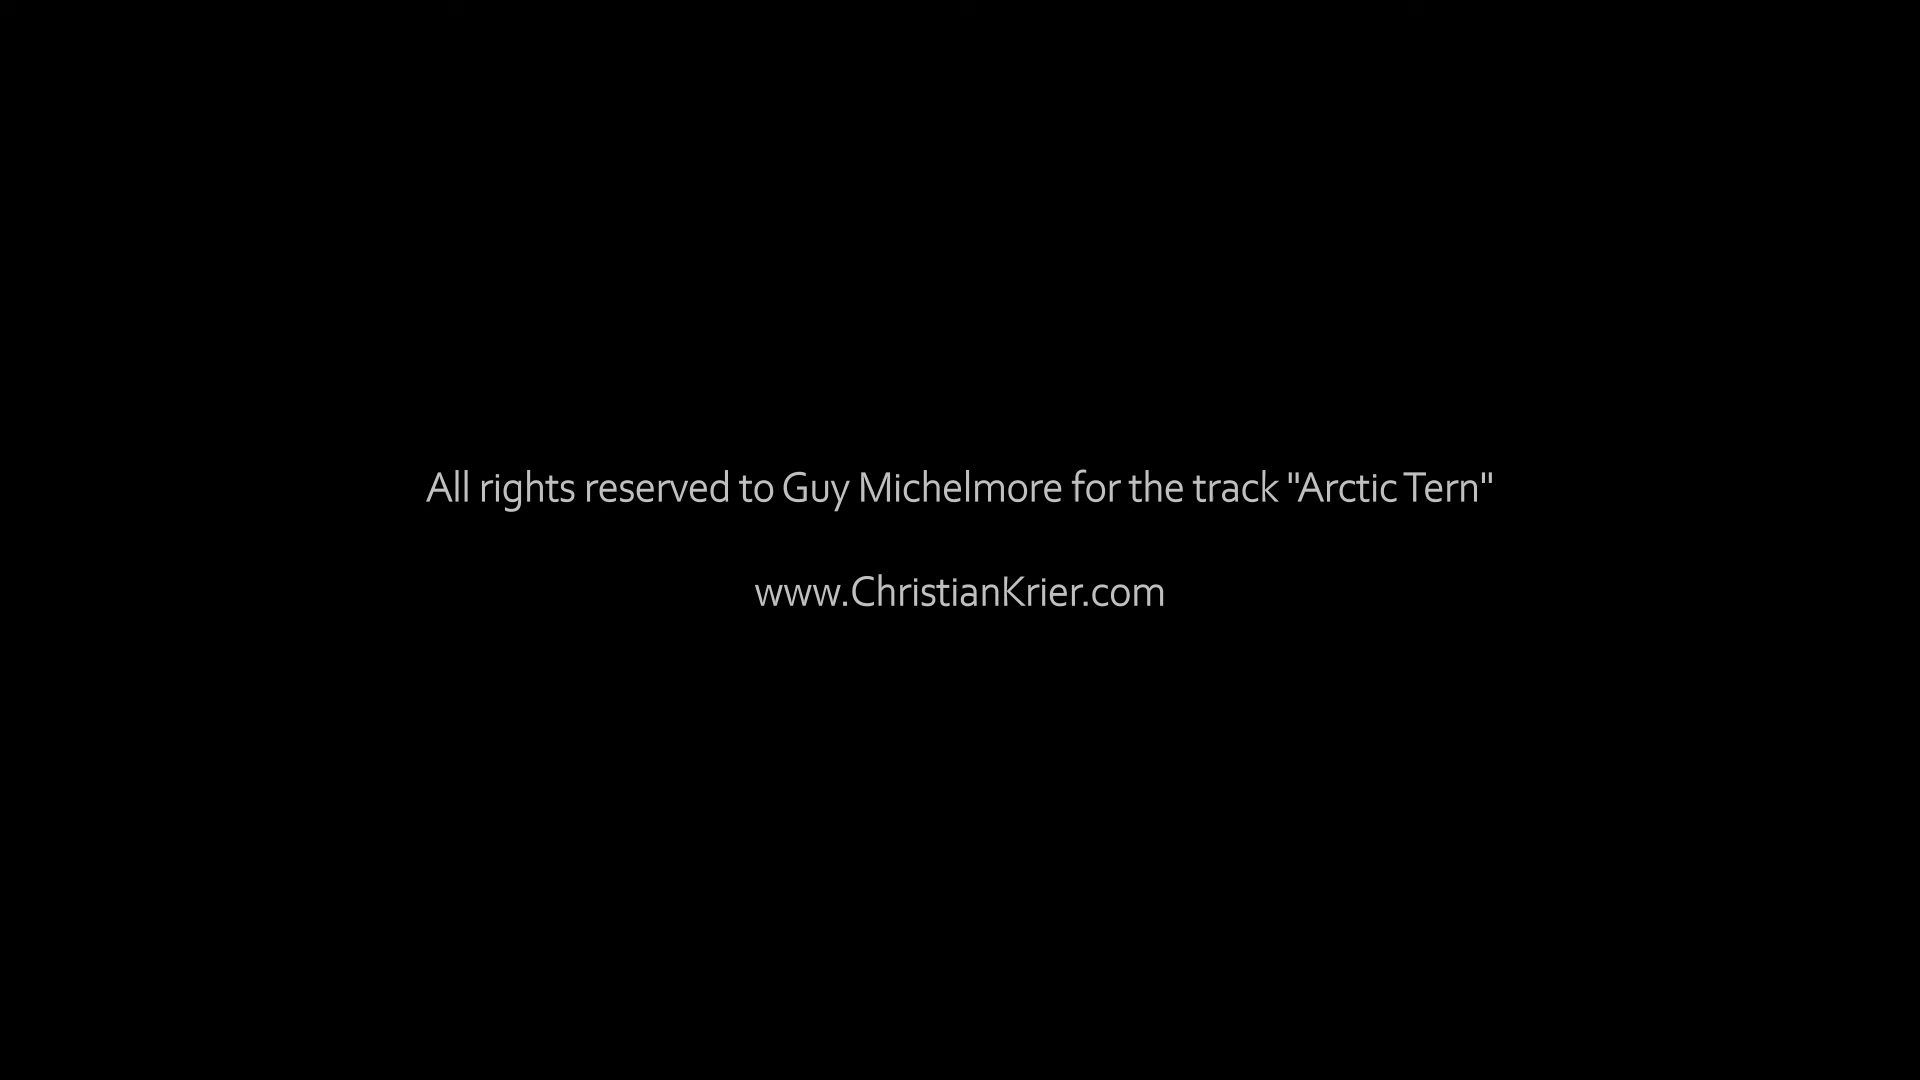 All rights reserved to Guy Michelmore for the track "Arctic Tern"
www.ChristianKrier.com